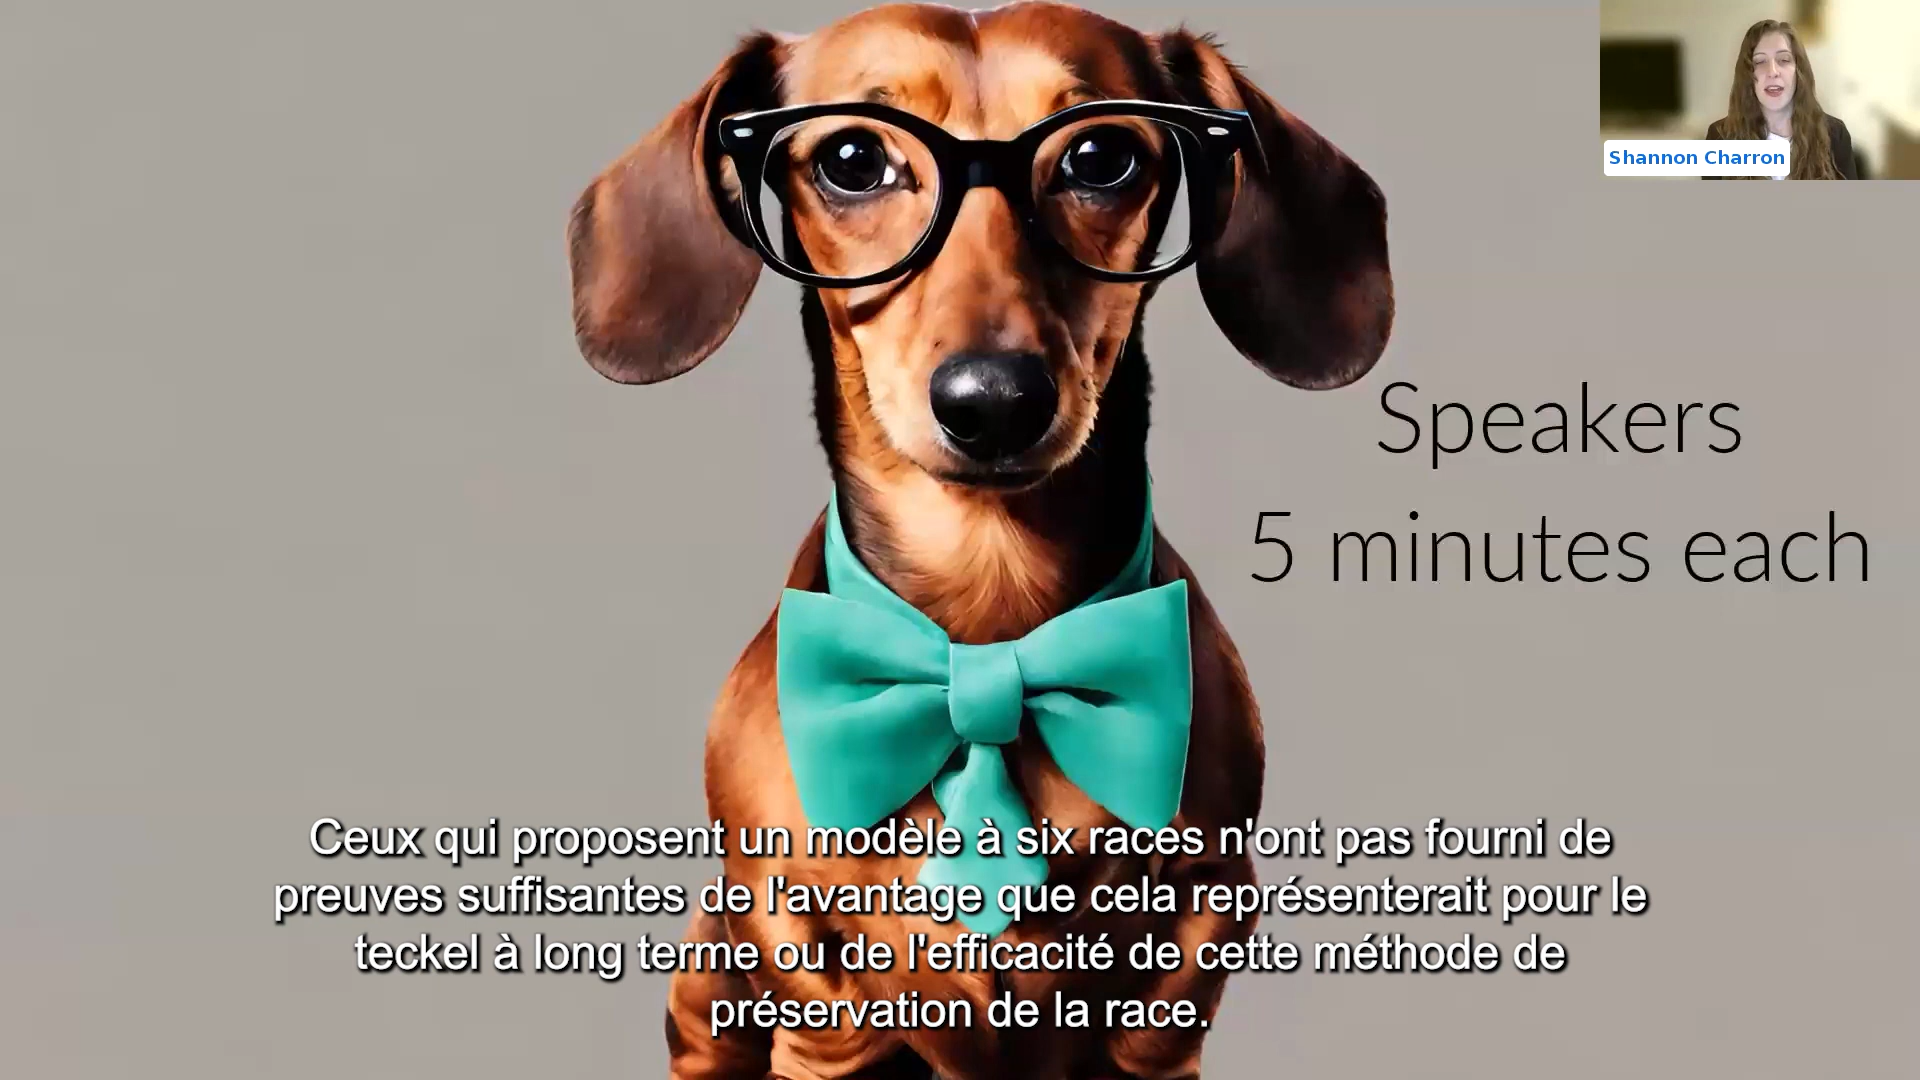 Shannon Charron
Speakers
5 minutes each
Ceux qui proposent un modèle à six races n'ont pas fourni de
preuves suffisantes de l'avantage que cela représenterait pour le
teckel à long terme ou de l'efficacité de cette méthode de
préservation de la race.